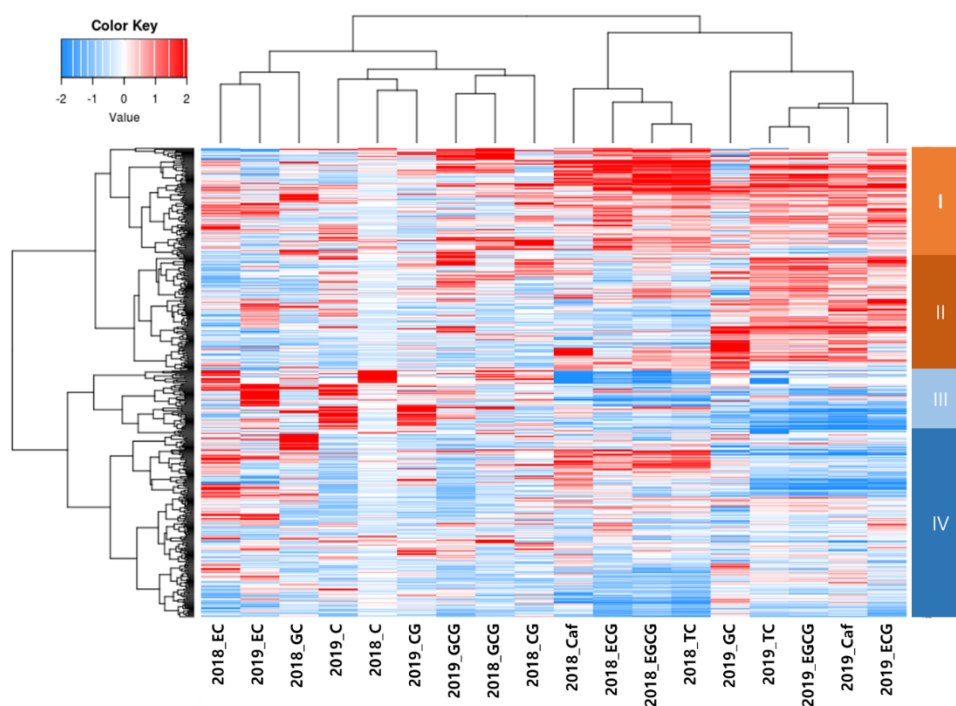 Color Key
-2 -1 0 1 2
Value
I
II
III
IV
2018_EC
2019_EC
2018_GC
2019_C
2018_C
2019_CG
2019_GCG
2018_GCG
2018_CG
2018_Caf
2018_ECG
2018_EGCG
2018_TC
2019_GC
2019_TC
2019_EGCG
2019_Caf
2019_ECG